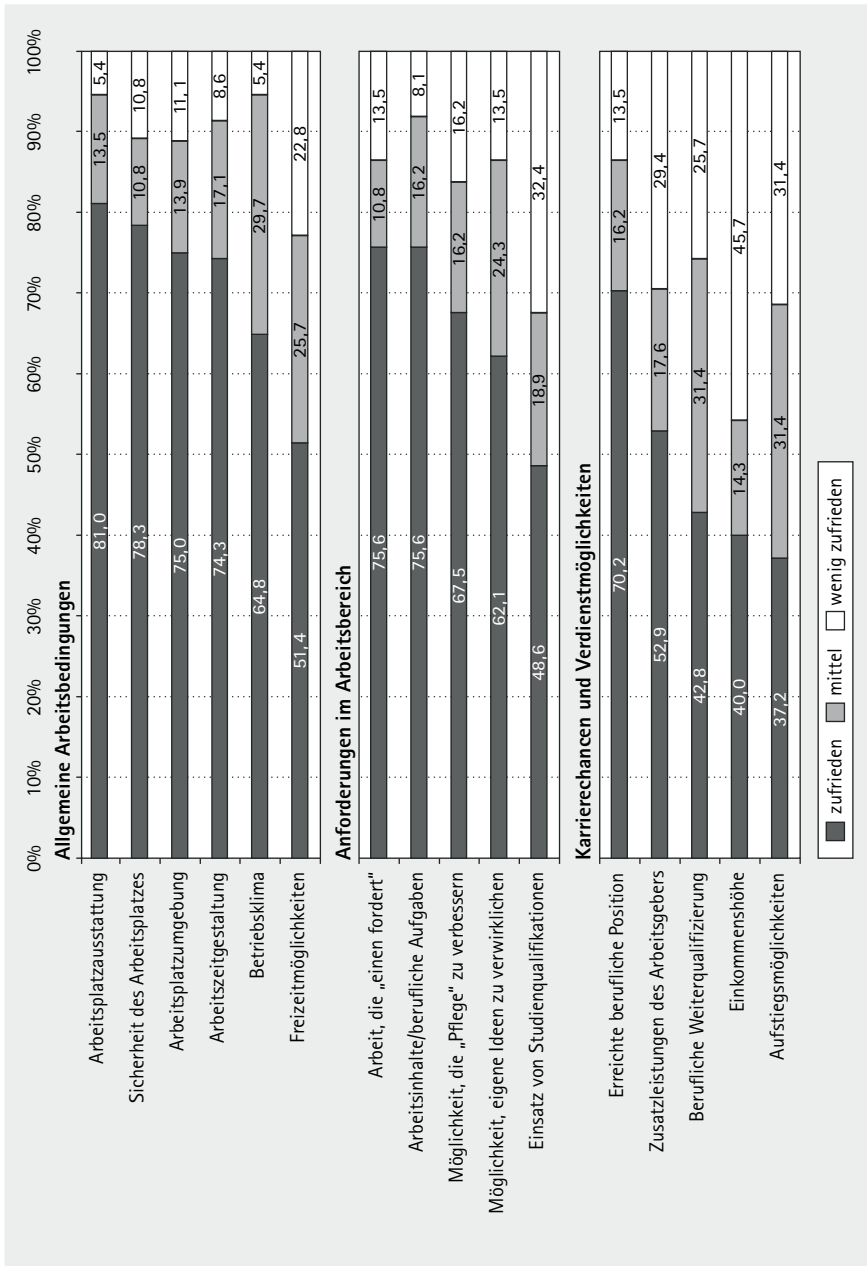 0% 10% 20% 30% 40% 50% 60% 70% 80% 90% 100%
Allgemeine Arbeitsbedingungen
Arbeitsplatzausstattung 81,0 13,5 5,4
Sicherheit des Arbeitsplatzes 78,3 10,8 10,8
Arbeitsplatzumgebung 75,0 13,9 11,1
Arbeitszeitgestaltung 74,3 17,1 8,6
Betriebsklima 64,8 29,7 5,4
Freizeitmöglichkeiten 51,4 25,7 22,8
Anforderungen im Arbeitsbereich
Arbeit, die „einen fordert“ 75,6 10,8 13,5
Arbeitsinhalte/berufliche Aufgaben 75,6 16,2 8,1
Möglichkeit, die „Pflege“ zu verbessern 67,5 16,2 16,2
Möglichkeit, eigene Ideen zu verwirklichen 62,1 24,3 13,5
Einsatz von Studienqualifikationen 48,6 18,9 32,4
Karrierechancen und Verdienstmöglichkeiten
Erreichte berufliche Position 70,2 16,2 13,5
Zusatzleistungen des Arbeitsgebers 52,9 17,6 29,4
Berufliche Weiterqualifizierung 42,8 31,4 25,7
Einkommenshöhe 40,0 14,3 45,7
Aufstiegsmöglichkeiten 37,2 31,4 31,4
zufrieden mittel wenig zufrieden